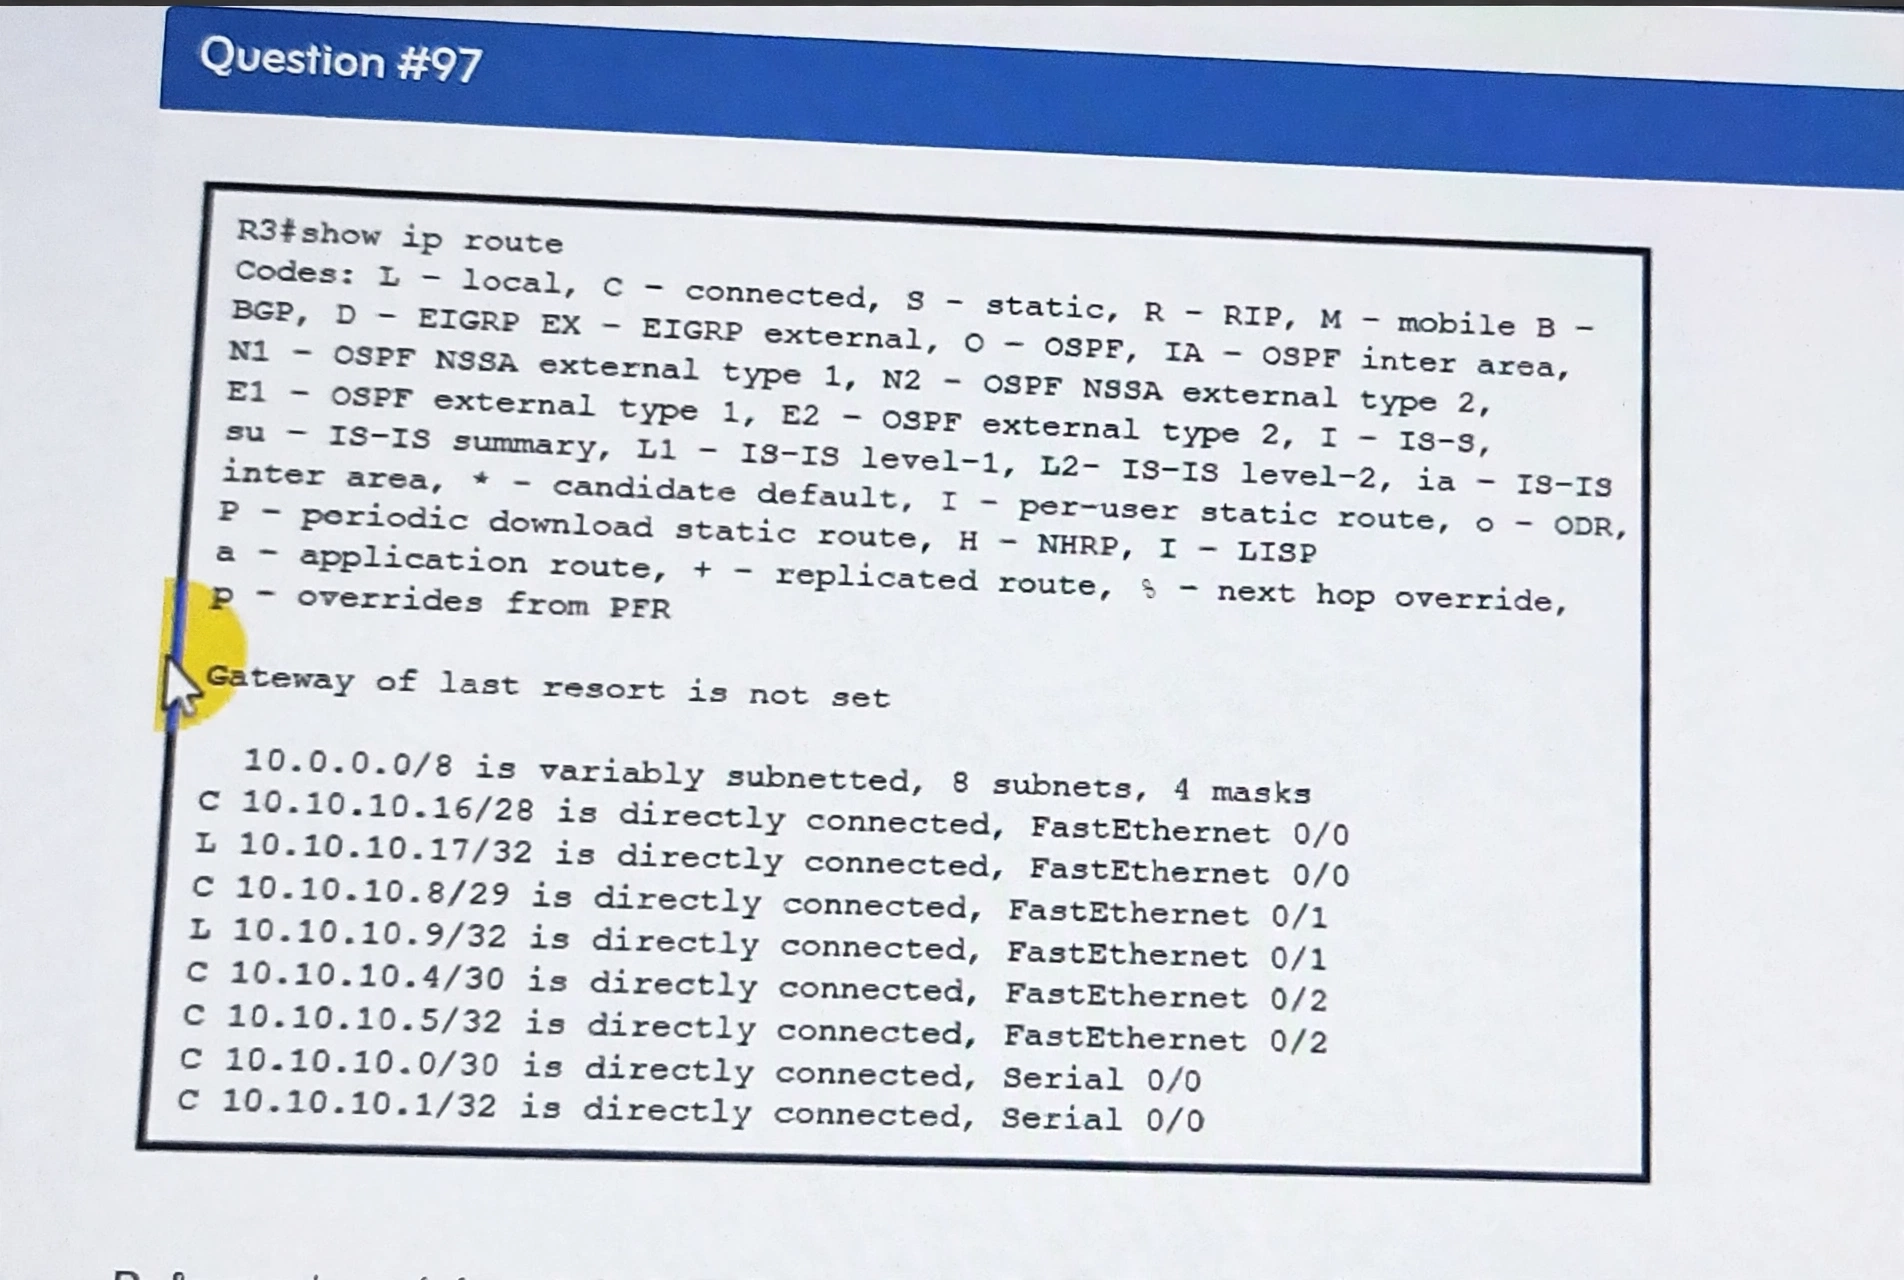 Question #97
R3#show ip route
Codes: L - local, C - connected, S - static, R - RIP, M - mobile B -
BGP, D - EIGRP EX - EIGRP external, O - OSPF, IA - OSPF inter area,
N1 - OSPF NSSA external type 1, N2 - OSPF NSSA external type 2,
E1 - OSPF external type 1, E2 - OSPF external type 2, I - IS-S,
su - IS-IS summary, L1 - IS-IS level-1, L2- IS-IS level-2, ia - IS-IS
inter area, * - candidate default, I - per-user static route, o - ODR,
P - periodic download static route, H - NHRP, I - LISP
a - application route, + - replicated route, % - next hop override,
p - overrides from PFR
Gateway of last resort is not set
10.0.0.0/8 is variably subnetted, 8 subnets, 4 masks
C 10.10.10.16/28 is directly connected, FastEthernet 0/0
L 10.10.10.17/32 is directly connected, FastEthernet 0/0
C 10.10.10.8/29 is directly connected, FastEthernet 0/1
L 10.10.10.9/32 is directly connected, FastEthernet 0/1
C 10.10.10.4/30 is directly connected, FastEthernet 0/2
C 10.10.10.5/32 is directly connected, FastEthernet 0/2
C 10.10.10.0/30 is directly connected, Serial 0/0
C 10.10.10.1/32 is directly connected, Serial 0/0